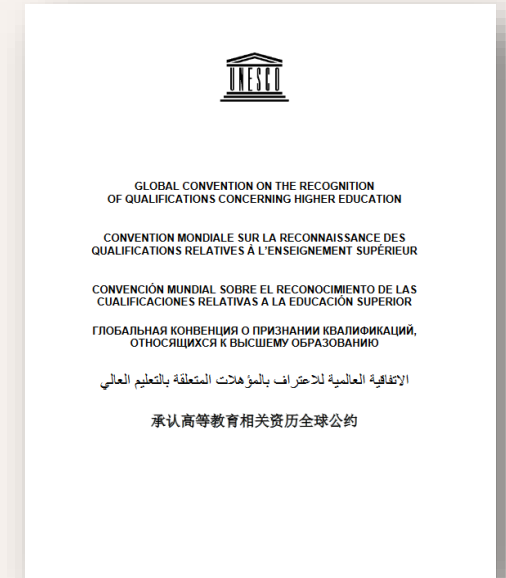 UNESCO
GLOBAL CONVENTION ON THE RECOGNITION
OF QUALIFICATIONS CONCERNING HIGHER EDUCATION
CONVENTION MONDIALE SUR LA RECONNAISSANCE DES
QUALIFICATIONS RELATIVES À L'ENSEIGNEMENT SUPÉRIEUR
CONVENCIÓN MUNDIAL SOBRE EL RECONOCIMIENTO DE LAS
CUALIFICACIONES RELATIVAS A LA EDUCACIÓN SUPERIOR
ГЛОБАЛЬНАЯ КОНВЕНЦИЯ О ПРИЗНАНИИ КВАЛИФИКАЦИЙ,
ОТНОСЯЩИХСЯ К ВЫСШЕМУ ОБРАЗОВАНИЮ
الاتفاقية العالمية للاعتراف بالمؤهلات المتعلقة بالتعليم العالي
承认高等教育相关资历全球公约